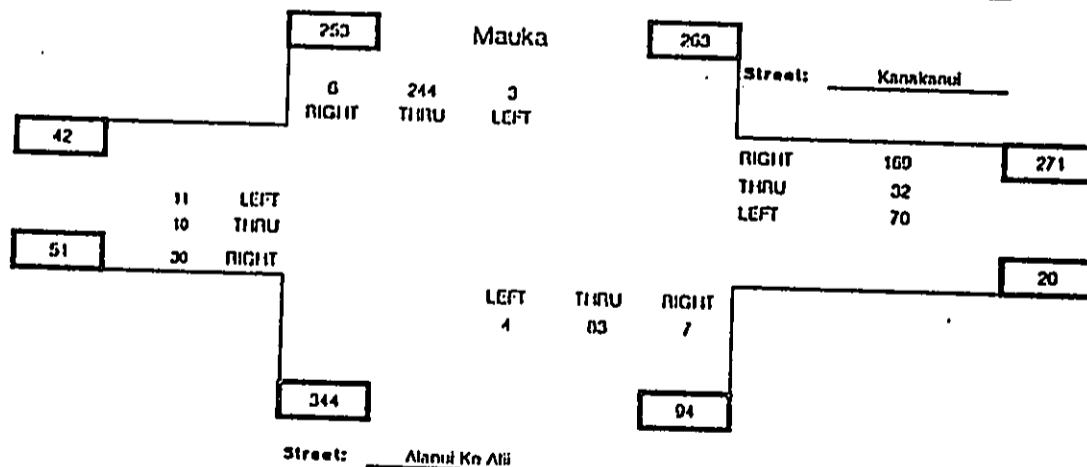 253 Mauka 263
Street: Kanakanui
6 244 3
RIGHT THRU LEFT
42
RIGHT 169 271
THRU 32
LEFT 70
11 LEFT
10 THRU
51 30 RIGHT
20
LEFT THRU RIGHT
4 83 7
344 94
Street: Alanui Ke Alii